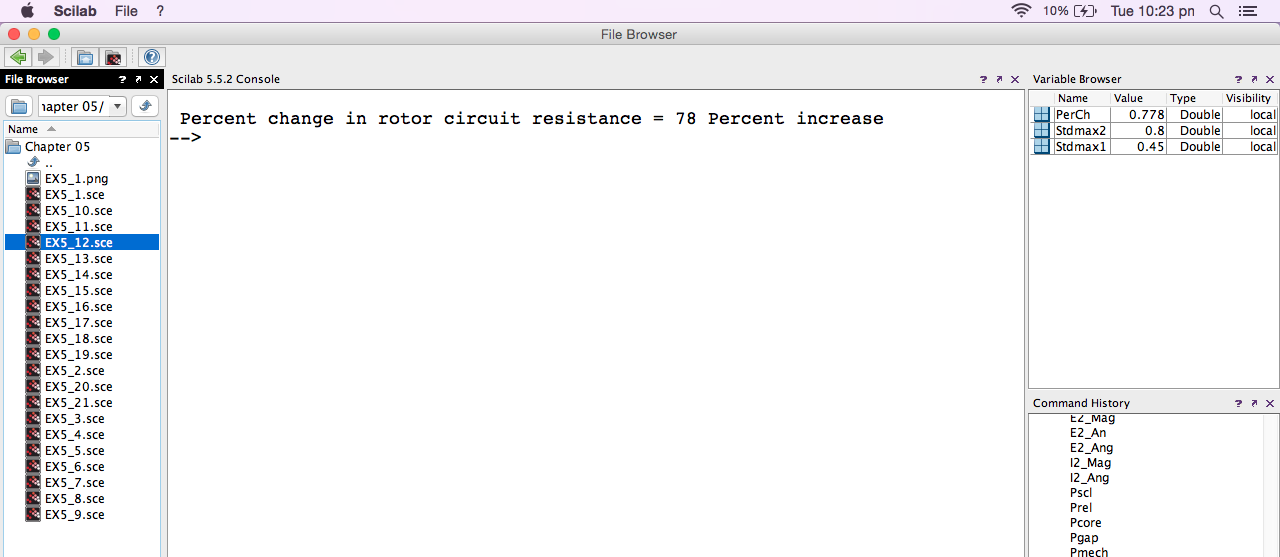 Scilab File ? 10% Tue 10:23 pn
File Browser
File Browser ? Scilab 5.5.2 Console ? Variable Browser ?
hapter 05/
Name
Chapter 05
..
EX5_1.png
EX5_1.sce
EX5_10.sce
EX5_11.sce
EX5_12.sce
EX5_13.sce
EX5_14.sce
EX5_15.sce
EX5_16.sce
EX5_17.sce
EX5_18.sce
EX5_19.sce
EX5_2.sce
EX5_20.sce
EX5_21.sce
EX5_3.sce
EX5_4.sce
EX5_5.sce
EX5_6.sce
EX5_7.sce
EX5_8.sce
EX5_9.sce
Percent change in rotor circuit resistance = 78 Percent increase
-->
Name Value Type Visibility
PerCh 0.778 Double local
Stdmax2 0.8 Double local
Stdmax1 0.45 Double local
Command History ?
E2_Mag
E2_An
E2_Ang
I2_Mag
I2_Ang
Pscl
Prel
Pcore
Pgap
Pmech